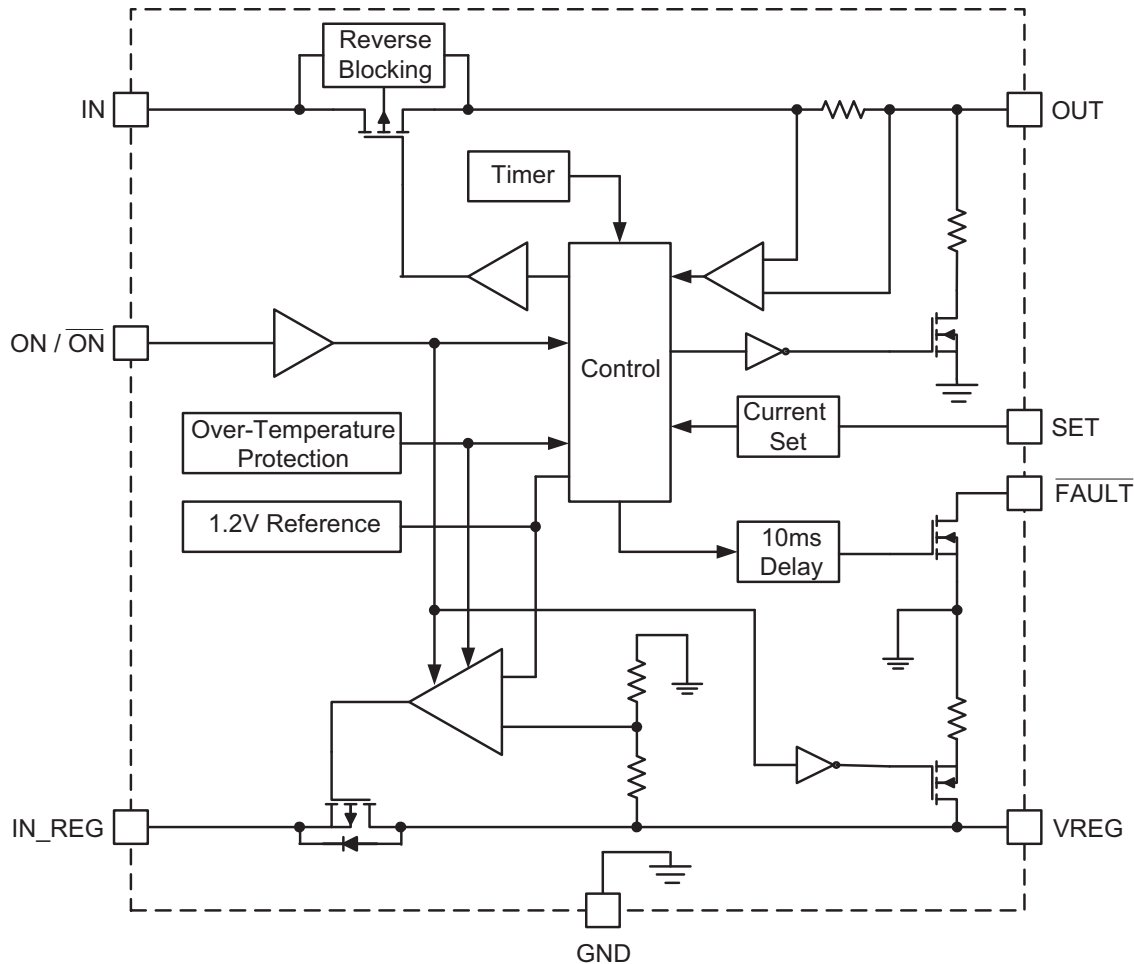 Reverse
Blocking
IN
OUT
Timer
ON / ON
Control
Current
Set
SET
Over-Temperature
Protection
FAULT
1.2V Reference
10ms
Delay
IN_REG
VREG
GND